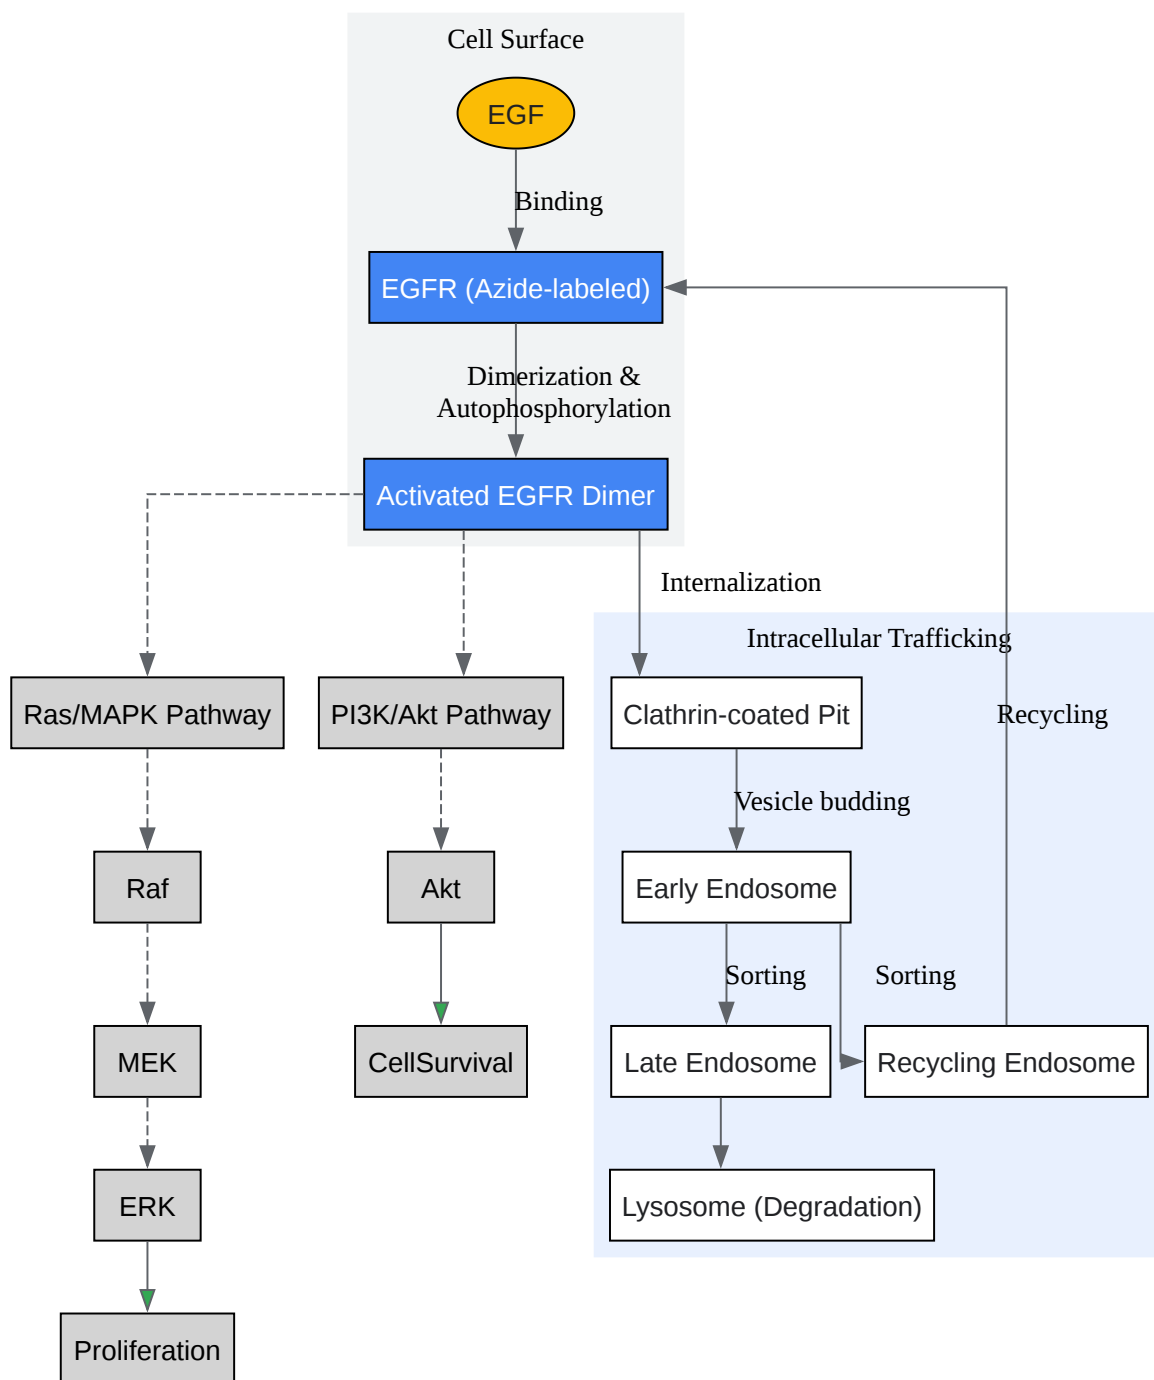 Cell Surface
EGF
Binding
EGFR (Azide-labeled)
Dimerization &
Autophosphorylation
Activated EGFR Dimer
Internalization
Intracellular Trafficking
Ras/MAPK Pathway
PI3K/Akt Pathway
Clathrin-coated Pit
Recycling
Vesicle budding
Raf
Akt
Early Endosome
Sorting
Sorting
MEK
CellSurvival
Late Endosome
Recycling Endosome
ERK
Lysosome (Degradation)
Proliferation